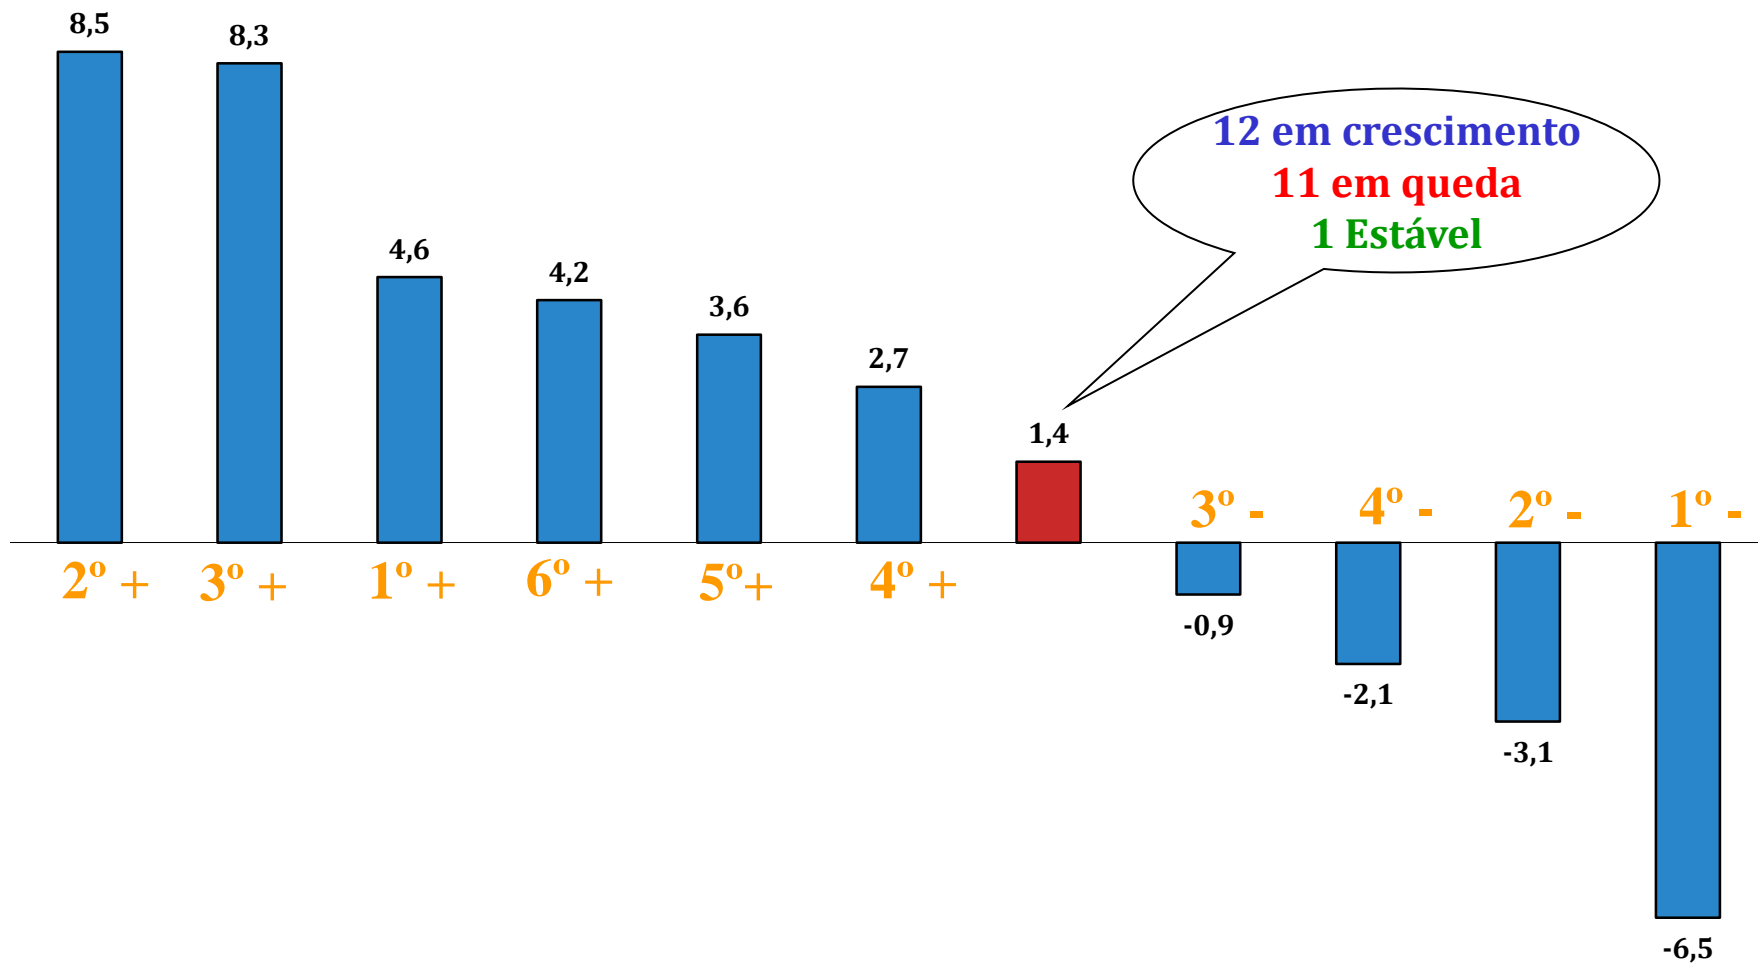 8,5
8,3
4,6
4,2
3,6
2,7
1,4
12 em crescimento
11 em queda
1 Estável
2º +
3º +
1º +
6º +
5º+
4º +
3º -
4º -
2º -
1º -
-0,9
-2,1
-3,1
-6,5